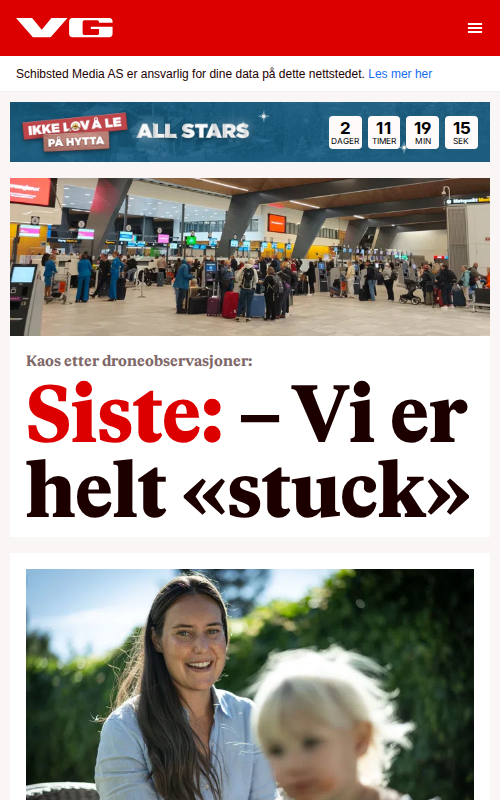 VG
Schibsted Media AS er ansvarlig for dine data på dette nettstedet. Les mer her
IKKE LOV Å LE
PÅ HYTTA
ALL STARS
2
DAGER
11
TIMER
19
MIN
15
SEK
Kaos etter droneobservasjoner:
Siste: – Vi er
helt «stuck»